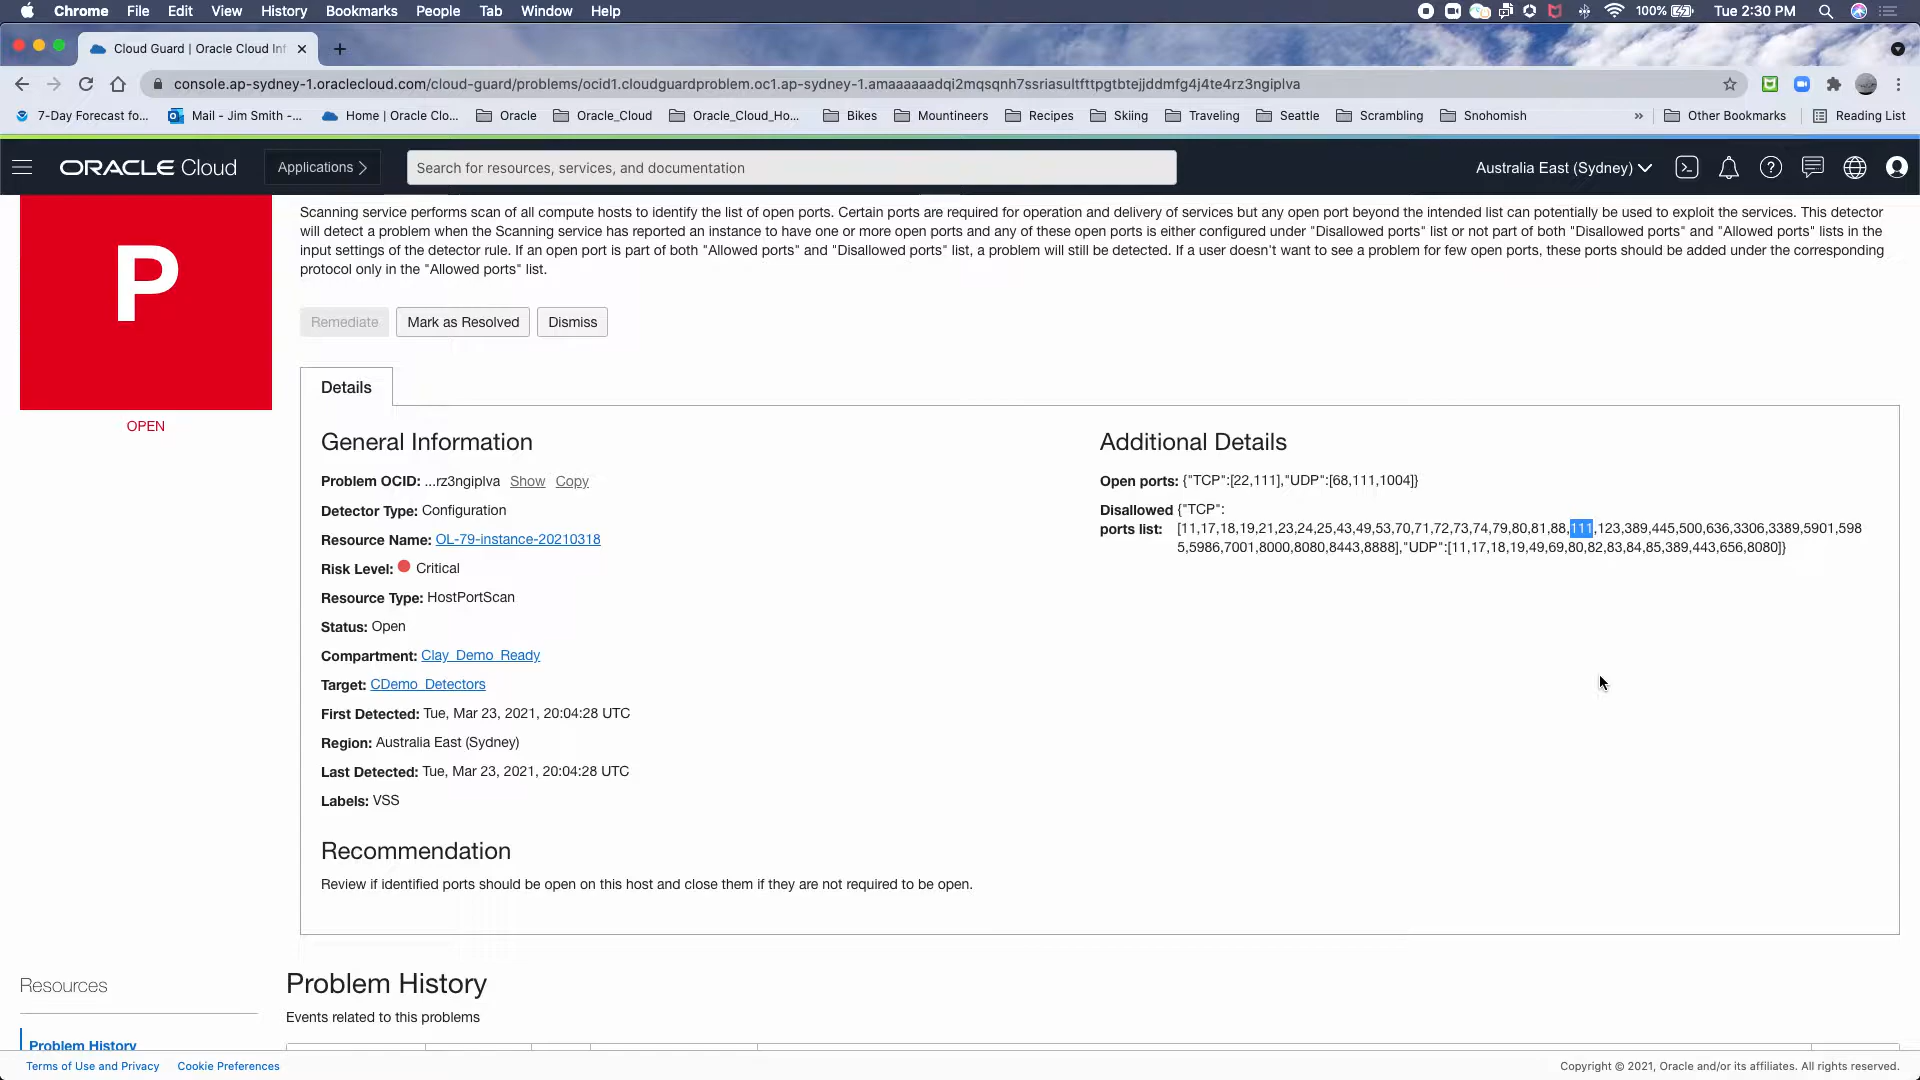 Chrome File Edit View History Bookmarks People Tab Window Help 100% Tue 2:30 PM
Cloud Guard | Oracle Cloud Inf
console.ap-sydney-1.oraclecloud.com/cloud-guard/problems/ocid1.cloudguardproblem.oc1.ap-sydney-1.amaaaaaadqi2mqsqnh7ssriasultfttpgtbtejjddmfg4j4te4rz3ngiplva
7-Day Forecast fo... Mail - Jim Smith -... Home | Oracle Clo... Oracle Oracle_Cloud Oracle_Cloud_Ho... Bikes Mountineers Recipes Skiing Traveling Seattle Scrambling Snohomish » Other Bookmarks Reading List
ORACLE Cloud Applications Search for resources, services, and documentation Australia East (Sydney)
Scanning service performs scan of all compute hosts to identify the list of open ports. Certain ports are required for operation and delivery of services but any open port beyond the intended list can potentially be used to exploit the services. This detector
will detect a problem when the Scanning service has reported an instance to have one or more open ports and any of these open ports is either configured under "Disallowed ports" list or not part of both "Disallowed ports" and "Allowed ports" lists in the
input settings of the detector rule. If an open port is part of both "Allowed ports" and "Disallowed ports" list, a problem will still be detected. If a user doesn't want to see a problem for few open ports, these ports should be added under the corresponding
protocol only in the "Allowed ports" list.
P
OPEN
Remediate Mark as Resolved Dismiss
Details
General Information
Problem OCID: ...rz3ngiplva Show Copy
Detector Type: Configuration
Resource Name: OL-79-instance-20210318
Risk Level: Critical
Resource Type: HostPortScan
Status: Open
Compartment: Clay_Demo_Ready
Target: CDemo_Detectors
First Detected: Tue, Mar 23, 2021, 20:04:28 UTC
Region: Australia East (Sydney)
Last Detected: Tue, Mar 23, 2021, 20:04:28 UTC
Labels: VSS
Additional Details
Open ports: {"TCP":[22,111],"UDP":[68,111,1004]}
Disallowed {"TCP":
ports list: [11,17,18,19,21,23,24,25,43,49,53,70,71,72,73,74,79,80,81,88,111,123,389,445,500,636,3306,3389,5901,598
5,5986,7001,8000,8080,8443,8888],"UDP":[11,17,18,19,49,69,80,82,83,84,85,389,443,656,8080]}
Recommendation
Review if identified ports should be open on this host and close them if they are not required to be open.
Resources
Problem History
Problem History
Events related to this problems
Terms of Use and Privacy Cookie Preferences Copyright © 2021, Oracle and/or its affiliates. All rights reserved.